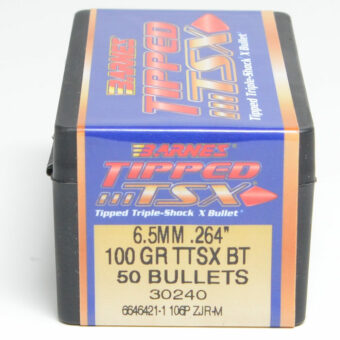 BARNES
TIPPED
TSX
Tipped Triple-Shock X Bullet
BARNES
TIPPED
TSX
Tipped Triple-Shock X Bullet
6.5MM .264"
100 GR TTSX BT
50 BULLETS
30240
6646421-1 106P ZJR-M